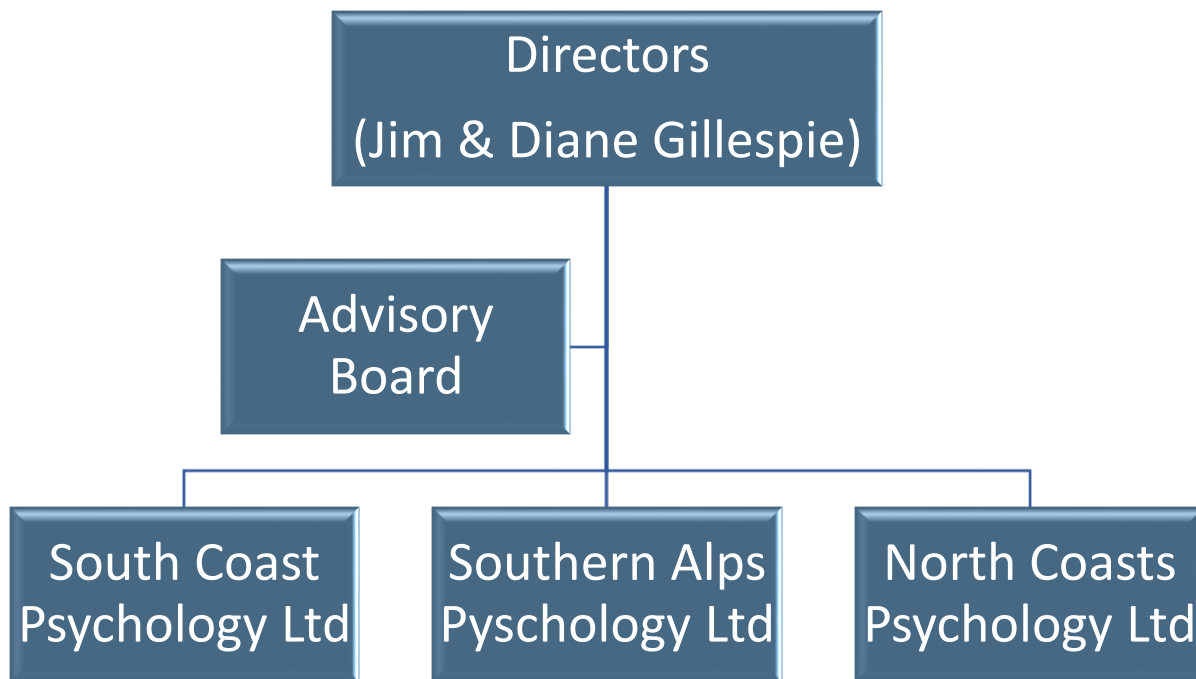 Directors
(Jim & Diane Gillespie)
Advisory
Board
South Coast
Psychology Ltd
Southern Alps
Pyschology Ltd
North Coasts
Psychology Ltd